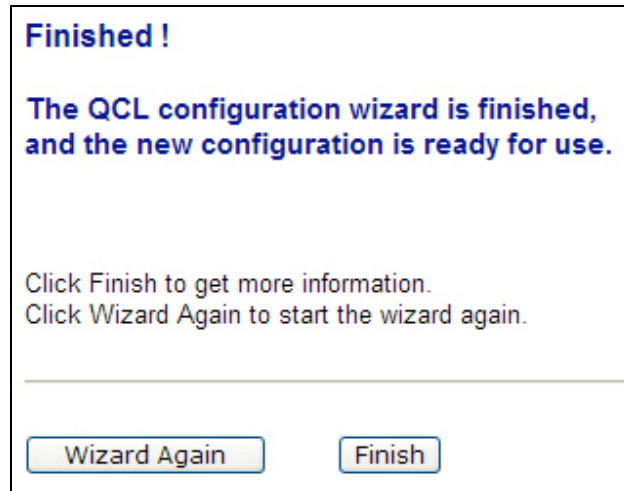 Finished !
The QCL configuration wizard is finished,
and the new configuration is ready for use.
Click Finish to get more information.
Click Wizard Again to start the wizard again.
Wizard Again Finish